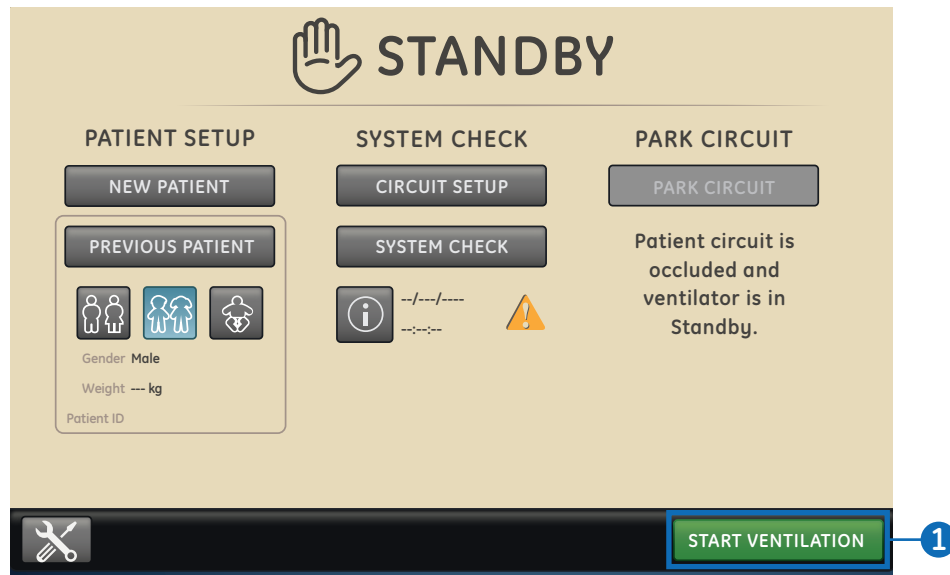 STANDBY
PATIENT SETUP
NEW PATIENT
PREVIOUS PATIENT
Gender Male
Weight --- kg
Patient ID
SYSTEM CHECK
CIRCUIT SETUP
SYSTEM CHECK
--/---/----
--:--:--
PARK CIRCUIT
PARK CIRCUIT
Patient circuit is
occluded and
ventilator is in
Standby.
START VENTILATION
1